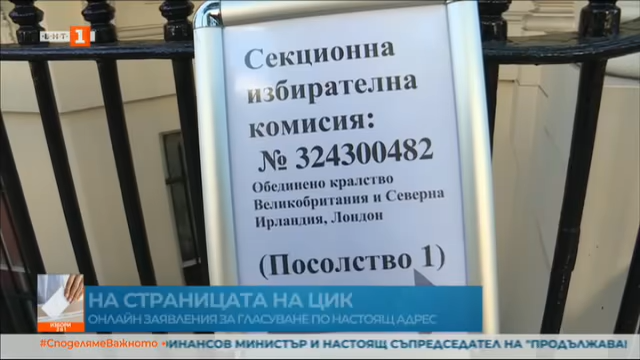 БНТ 1
Секционна
избирателна
комисия:
№ 324300482
Обединено кралство
Великобритания и Северна
Ирландия, Лондон
(Посолство 1)
НА СТРАНИЦАТА НА ЦИК
ОНЛАЙН ЗАЯВЛЕНИЯ ЗА ГЛАСУВАНЕ ПО НАСТОЯЩ АДРЕС
#СподелямеВажното ИНАНСОВ МИНИСТЪР И НАСТОЯЩ СЪПРЕДСЕДАТЕЛ НА "ПРОДЪЛЖАВА